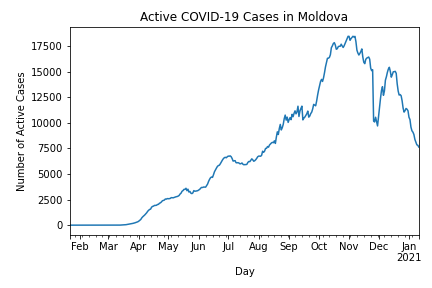 Active COVID-19 Cases in Moldova
Number of Active Cases
17500
15000
12500
10000
7500
5000
2500
0
Feb Mar Apr May Jun Jul Aug Sep Oct Nov Dec Jan
2021
Day